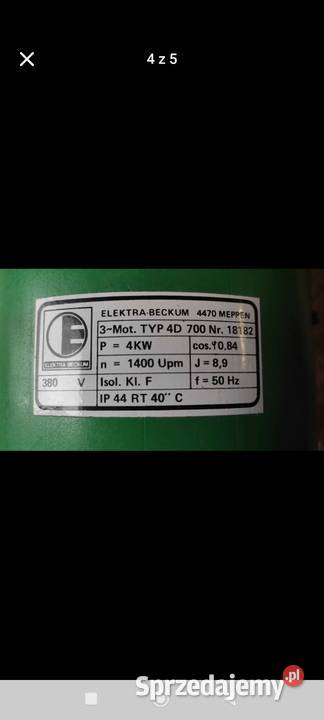 4 z 5
ELEKTRA-BECKUM 4470 MEPPEN
3~Mot. TYP 4D 700 Nr. 18182
P = 4KW cos.φ 0,84
n = 1400 Upm J = 8,9
ELEKTRA BECKUM
380 V Isol. Kl. F f = 50 Hz
IP 44 RT 40° C
Sprzedajemy.pl